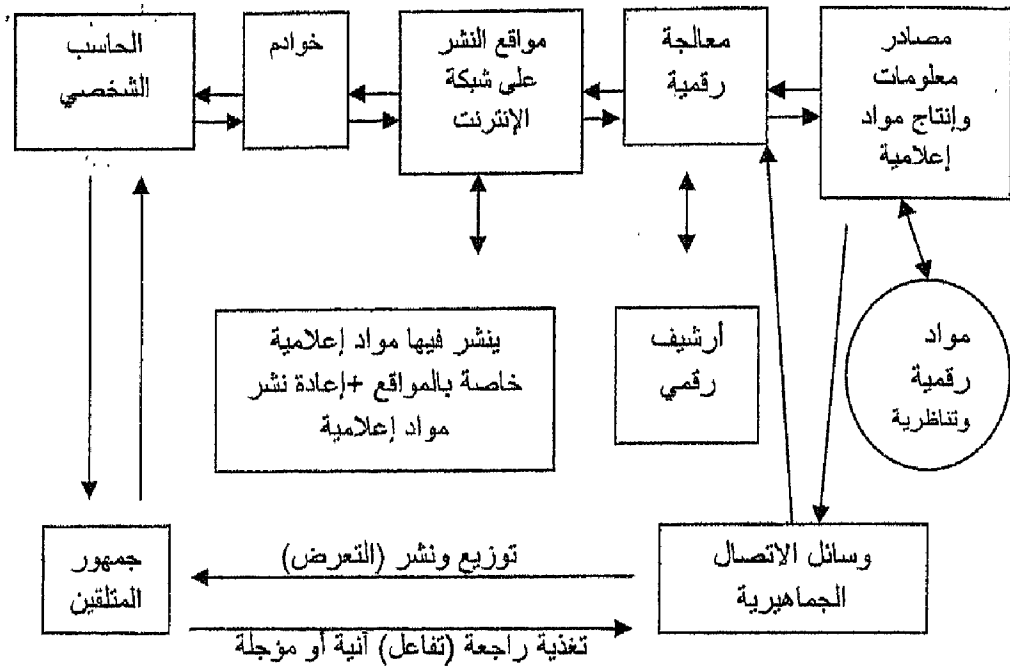 مصادر
معلومات
وإنتاج مواد
إعلامية
معالجة
رقمية
مواقع النشر
على شبكة
الإنترنت
خوادم
الحاسب
الشخصي
مواد
رقمية
وتناظرية
أرشيف
رقمي
ينشر فيها مواد إعلامية
خاصة بالمواقع +إعادة نشر
مواد إعلامية
وسائل الاتصال
الجماهيرية
توزيع ونشر (التعرض)
جمهور
المتلقين
تغذية راجعة (تفاعل) آنية أو مؤجلة